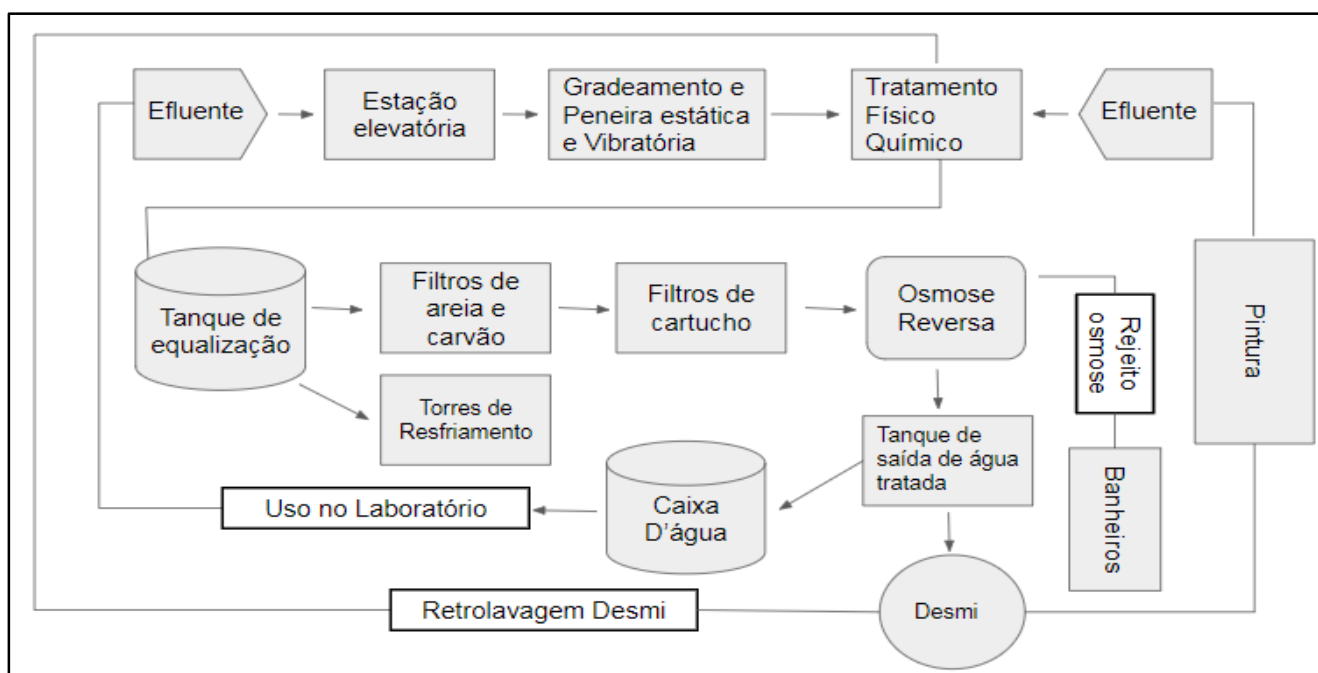 Efluente
Estação
elevatória
Gradeamento e
Peneira estática
e Vibratória
Tratamento
Físico
Químico
Efluente
Tanque de
equalização
Filtros de
areia e
carvão
Filtros de
cartucho
Osmose
Reversa
Rejeito
osmose
Pintura
Torres de
Resfriamento
Tanque de
saída de água
tratada
Banheiros
Uso no Laboratório
Caixa
D'água
Retrolavagem Desmi
Desmi